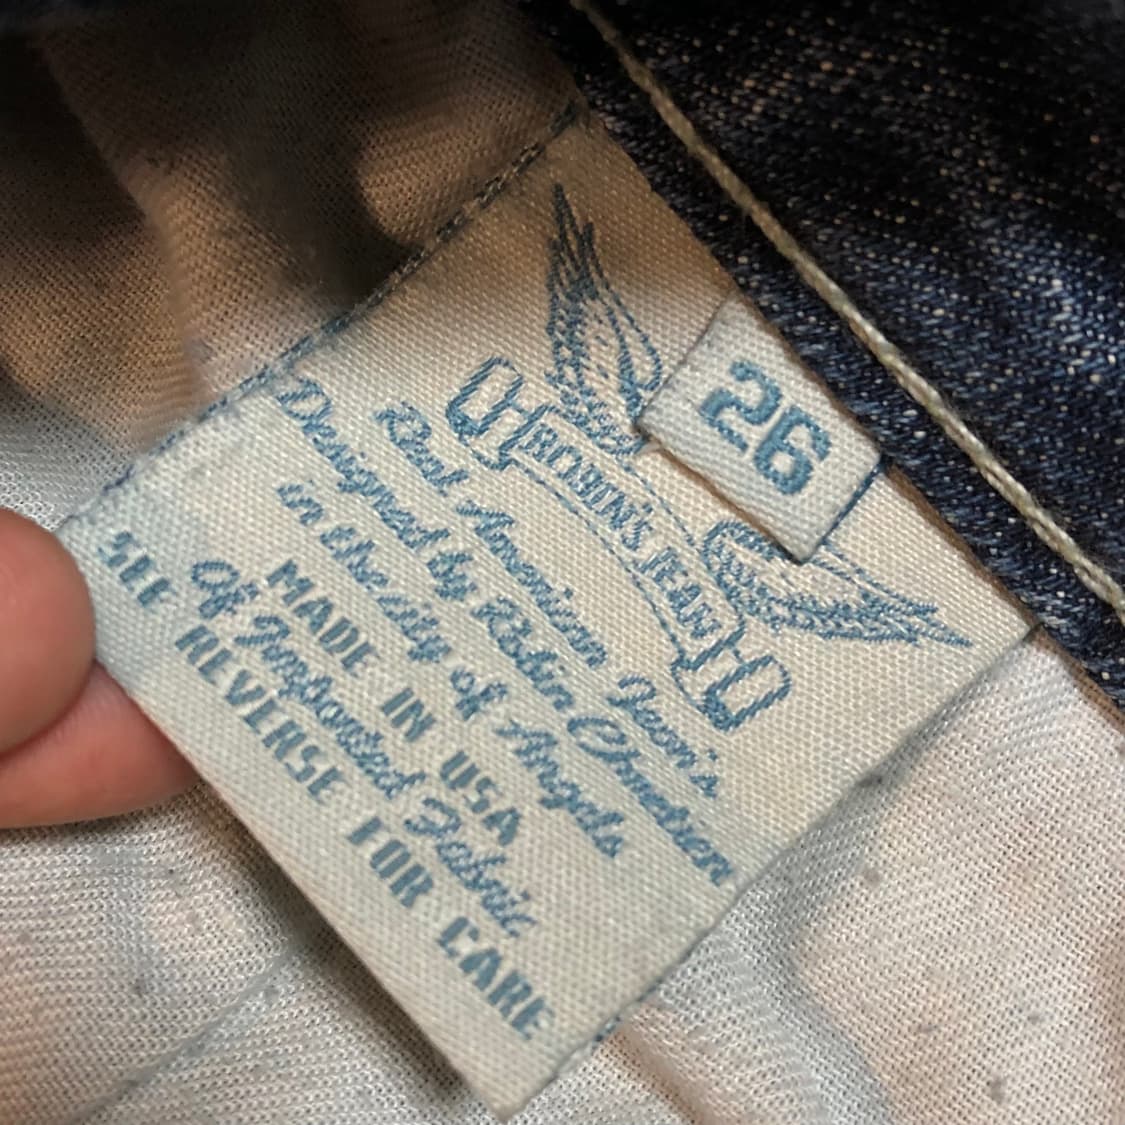 ROBIN'S JEAN
26
Real American Jean's
Designed by Robin Chretien
in the city of Angels
MADE IN USA
Of Imported Fabric
SEE REVERSE FOR CARE